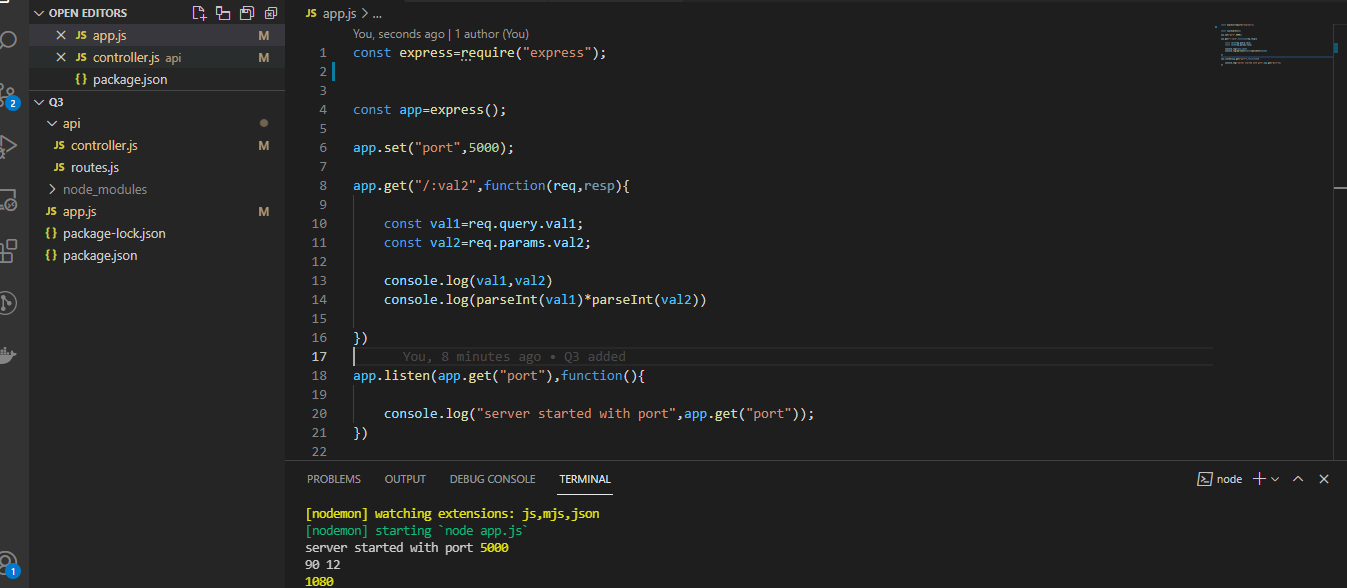 OPEN EDITORS
JS app.js M
JS controller.js api M
{} package.json
Q3
api
JS controller.js M
JS routes.js
node_modules
JS app.js M
{} package-lock.json
{} package.json
2
1
JS app.js > ...
You, seconds ago | 1 author (You)
1 const express=require("express");
2
3
4 const app=express();
5
6 app.set("port",5000);
7
8 app.get("/:val2",function(req,resp){
9
10 const val1=req.query.val1;
11 const val2=req.params.val2;
12
13 console.log(val1,val2)
14 console.log(parseInt(val1)*parseInt(val2))
15
16 })
17 You, 8 minutes ago • Q3 added
18 app.listen(app.get("port"),function(){
19
20 console.log("server started with port",app.get("port"));
21 })
22
PROBLEMS OUTPUT DEBUG CONSOLE TERMINAL node
[nodemon] watching extensions: js,mjs,json
[nodemon] starting `node app.js`
server started with port 5000
90 12
1080